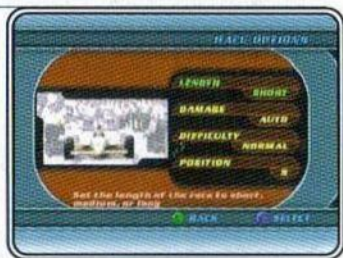 RACE OPTIONS
LENGTH
SHORT
DAMAGE
AUTO
DIFFICULTY
NORMAL
POSITION
Set the length of the race to short,
medium, or long
BACK
SELECT